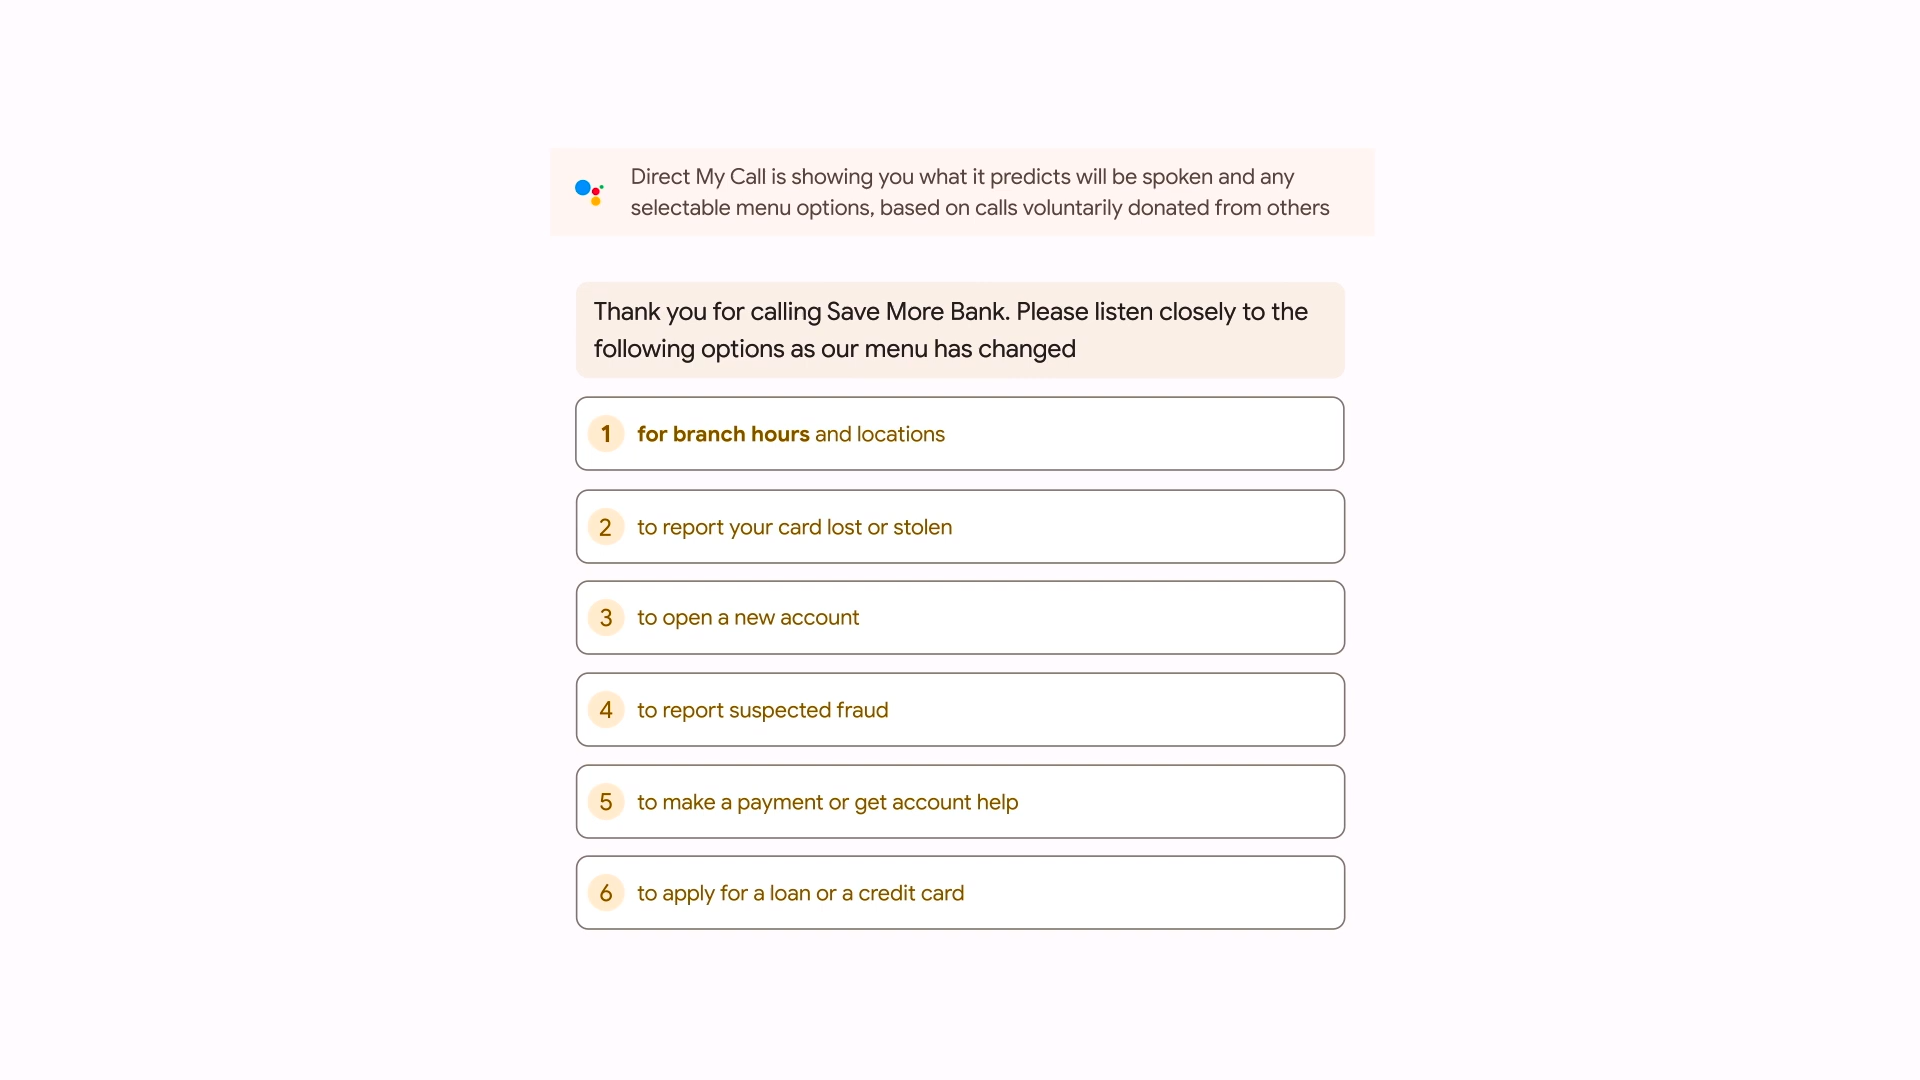 Direct My Call is showing you what it predicts will be spoken and any
selectable menu options, based on calls voluntarily donated from others
Thank you for calling Save More Bank. Please listen closely to the
following options as our menu has changed
1 for branch hours and locations
2 to report your card lost or stolen
3 to open a new account
4 to report suspected fraud
5 to make a payment or get account help
6 to apply for a loan or a credit card